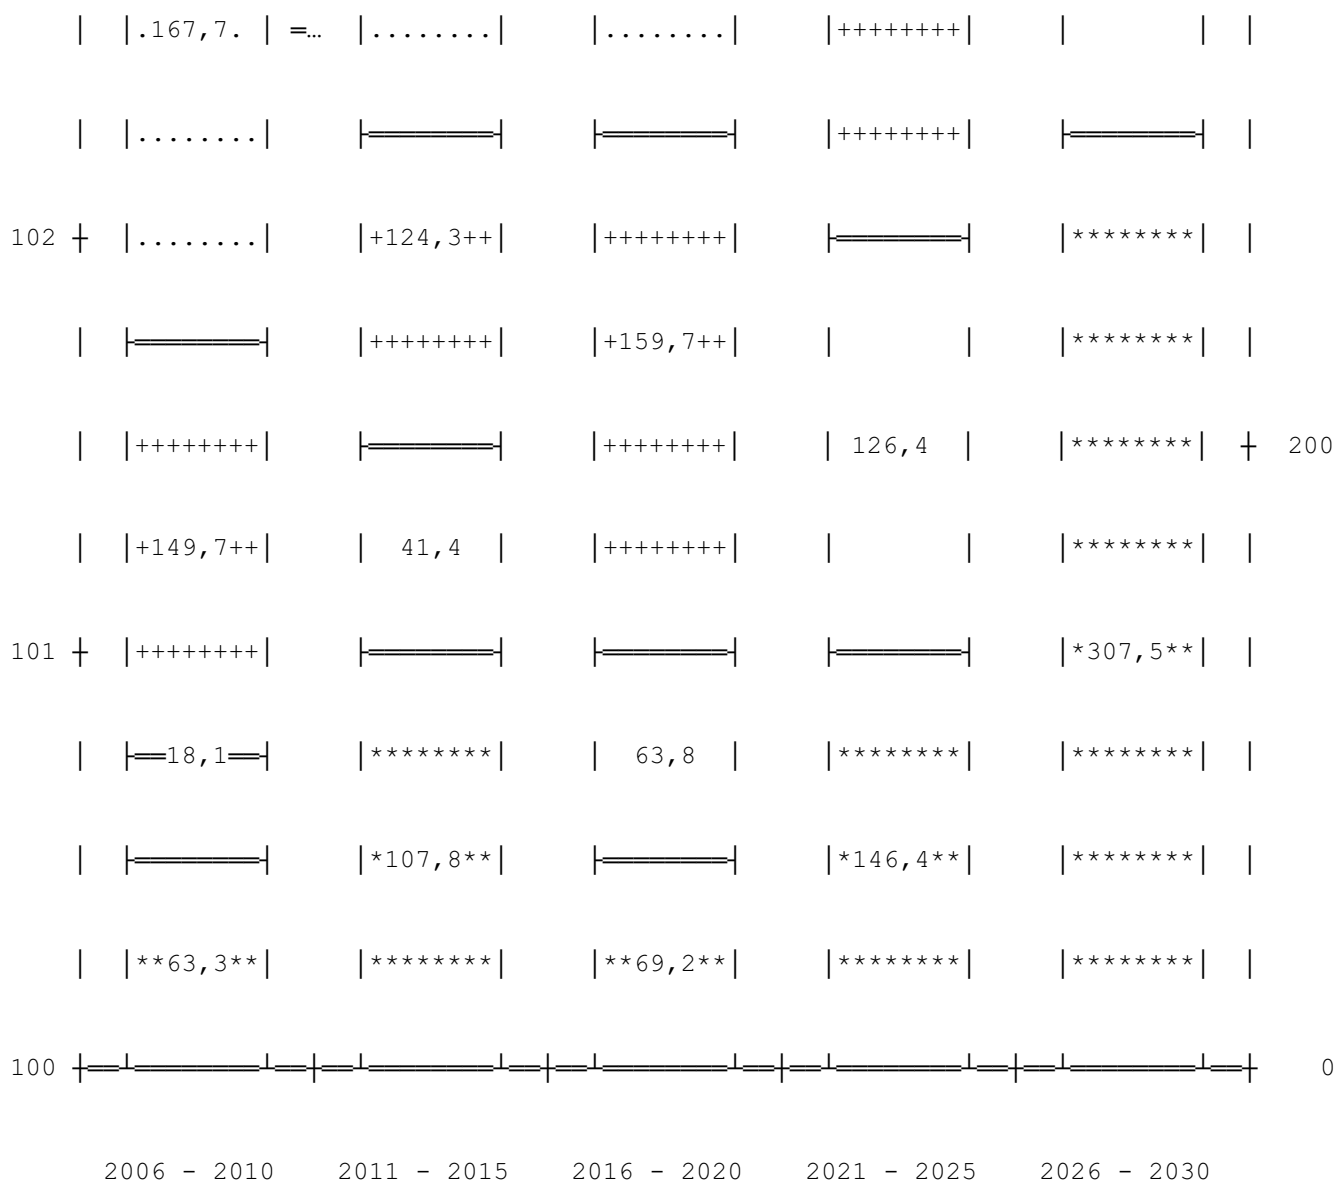 |  |.167,7. | =…  |........|      |........|      |++++++++|      |         |  |
|  |........|      ├════════┤      ├════════┤      |++++++++|      ├════════┤  |
102 ┼  |........|      |+124,3++|      |++++++++|      ├════════┤      |********|  |
|  ├════════┤      |++++++++|      |+159,7++|      |        |      |********|  |
|  |++++++++|      ├════════┤      |++++++++|      | 126,4  |      |********|  ┼  200
|  |+149,7++|      |  41,4  |      |++++++++|      |        |      |********|  |
101 ┼  |++++++++|      ├════════┤      ├════════┤      ├════════┤      |*307,5**|  |
|  ├══18,1══┤      |********|      |  63,8  |      |********|      |********|  |
|  ├════════┤      |*107,8**|      ├════════┤      |*146,4**|      |********|  |
|  |**63,3**|      |********|      |**69,2**|      |********|      |********|  |
100 ┼══┴════════┴══┼══┴════════┴══┼══┴════════┴══┼══┴════════┴══┼══┴════════┴══┼    0
2006 - 2010    2011 - 2015    2016 - 2020    2021 - 2025    2026 - 2030